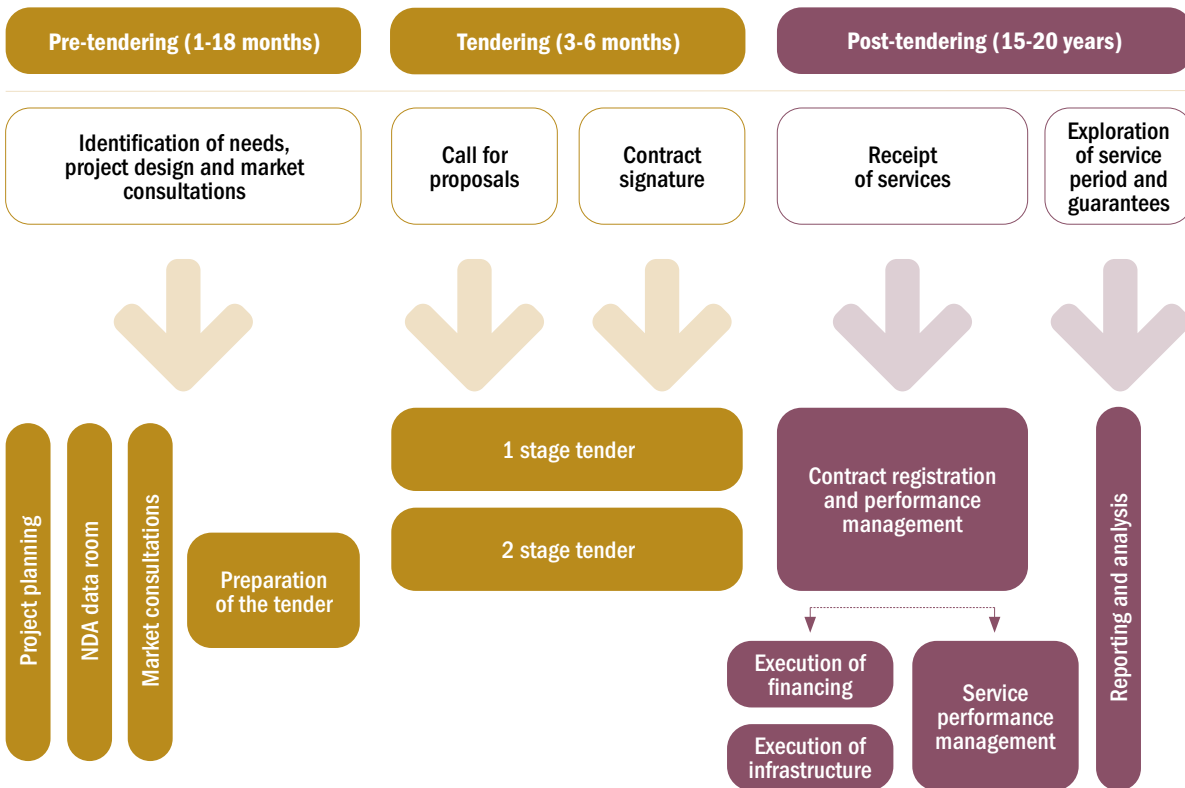 Pre-tendering (1-18 months)
Tendering (3-6 months)
Post-tendering (15-20 years)
Identification of needs,
project design and market
consultations
Call for
proposals
Contract
signature
Receipt
of services
Exploration
of service
period and
guarantees
Project planning
NDA data room
Market consultations
Preparation
of the tender
1 stage tender
2 stage tender
Contract registration
and performance
management
Execution of
financing
Execution of
infrastructure
Service
performance
management
Reporting and analysis